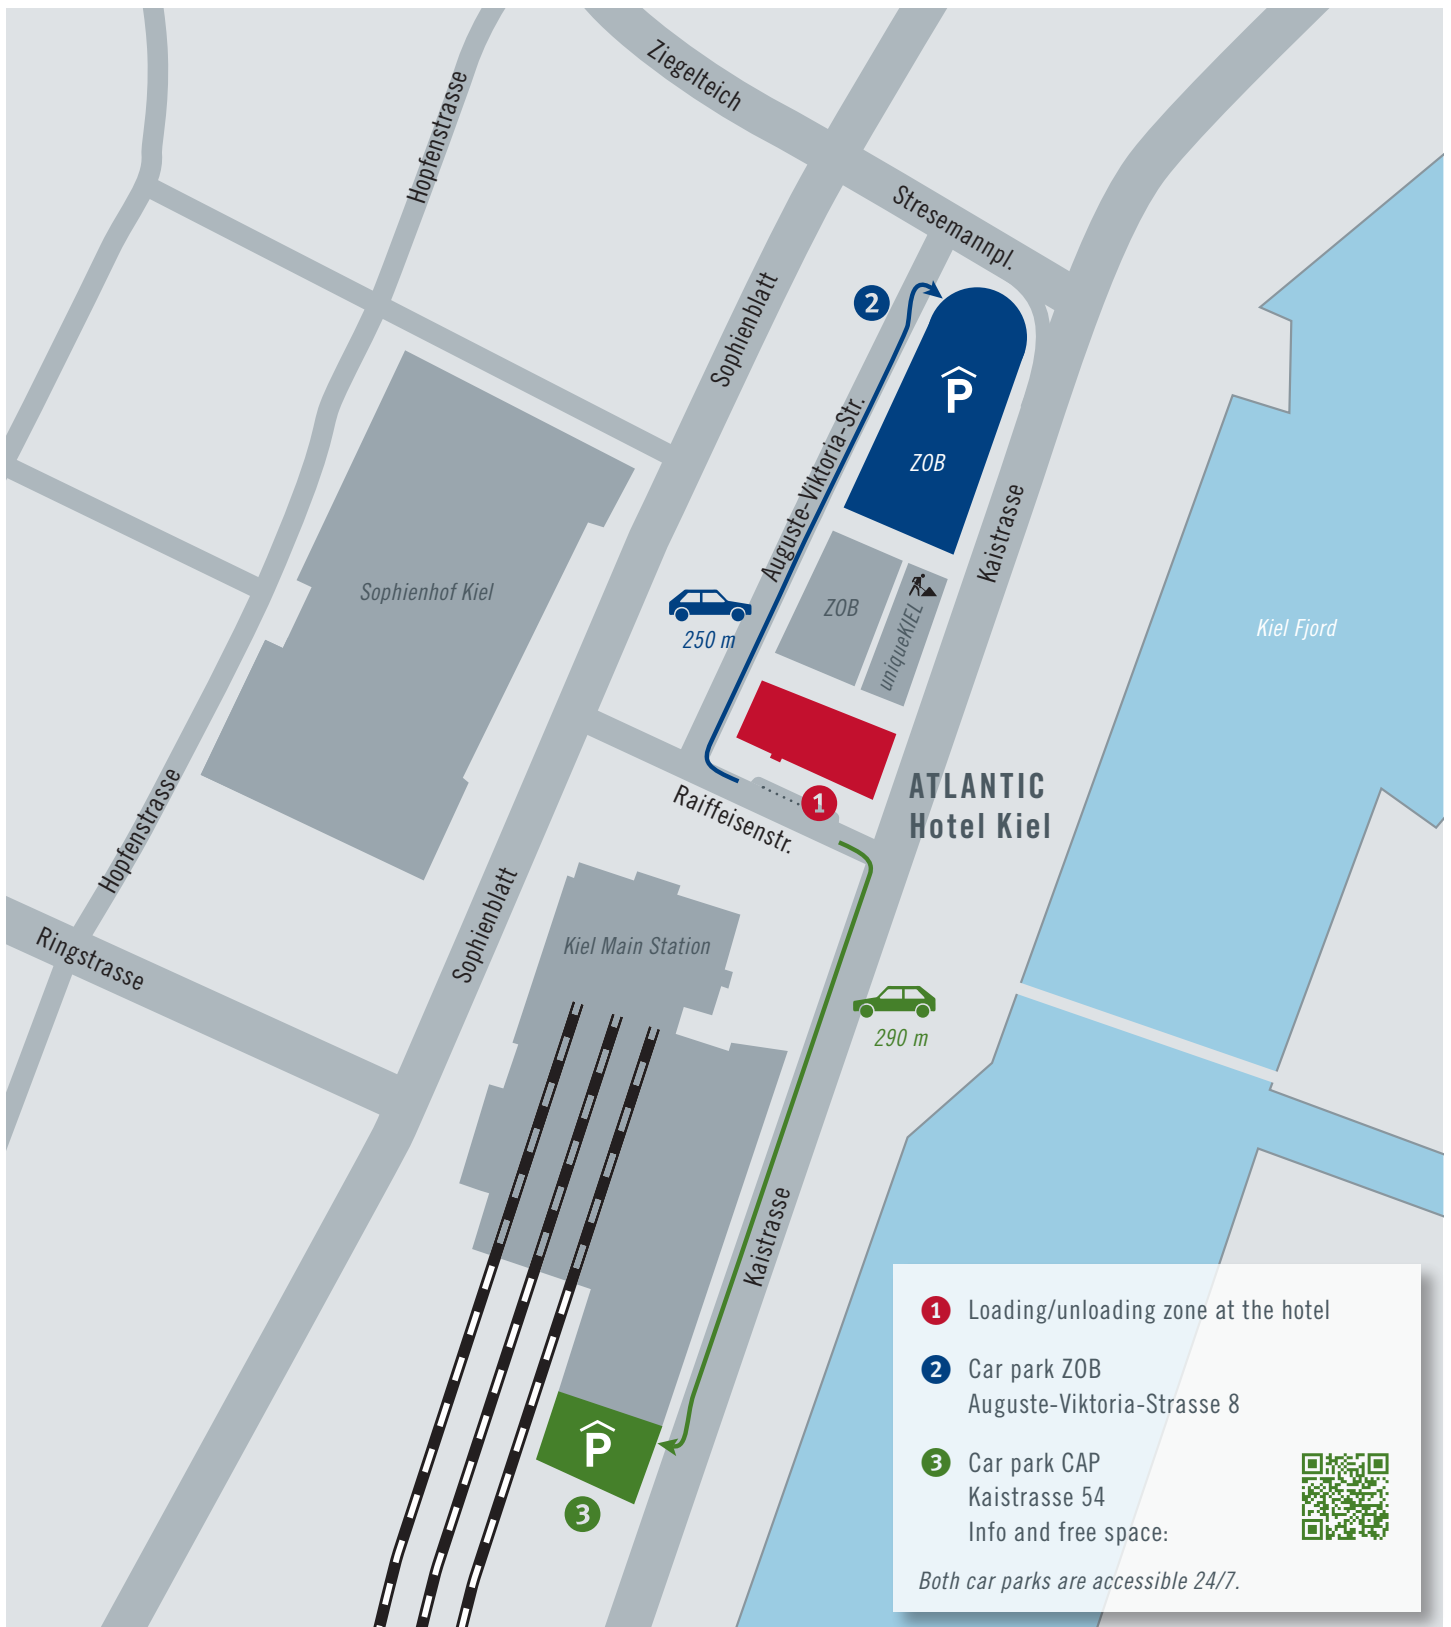 Ziegelteich
Hopfenstrasse
Stresemannpl.
Sophienblatt
2
P
ZOB
Auguste-Viktoria-Str.
Kaistrasse
Sophienhof Kiel
ZOB
uniqueKIEL
250 m
Kiel Fjord
1
ATLANTIC
Hotel Kiel
Raiffeisenstr.
Hopfenstrasse
Sophienblatt
Ringstrasse
Kiel Main Station
290 m
Kaistrasse
P
3
1 Loading/unloading zone at the hotel
2 Car park ZOB
Auguste-Viktoria-Strasse 8
3 Car park CAP
Kaistrasse 54
Info and free space:
Both car parks are accessible 24/7.